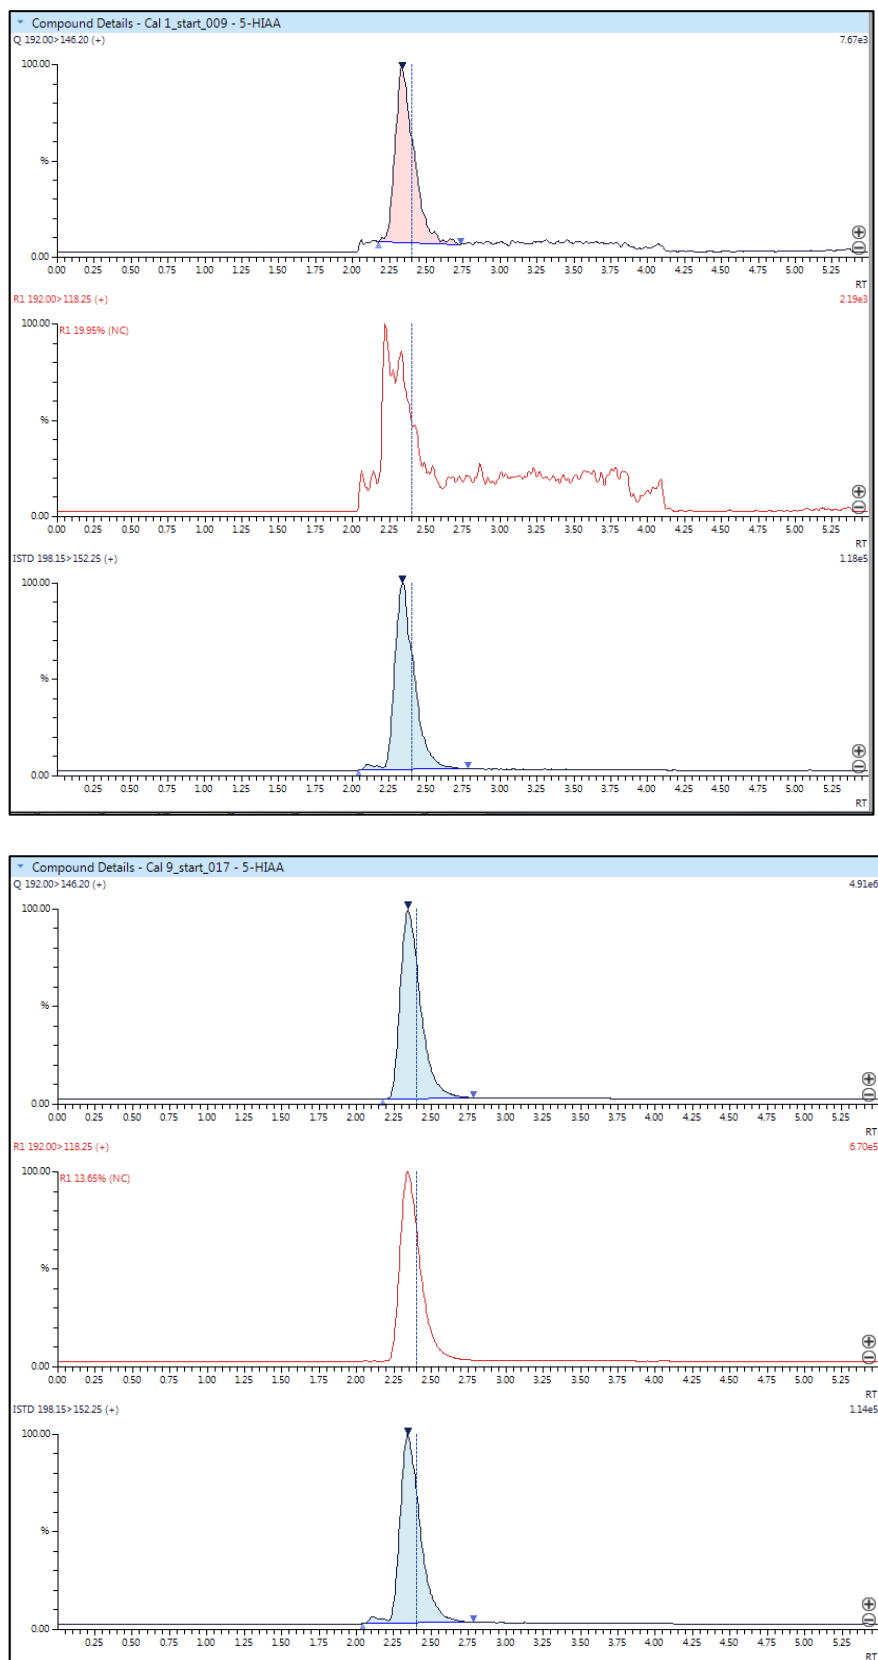 Compound Details - Cal 1_start_009 - 5-HIAA
Q 192.00>146.20 (+) 7.67e3
100.00
%
0.00
0.00 0.25 0.50 0.75 1.00 1.25 1.50 1.75 2.00 2.25 2.50 2.75 3.00 3.25 3.50 3.75 4.00 4.25 4.50 4.75 5.00 5.25
RT
R1 192.00>118.25 (+) 2.19e3
100.00
R1 19.95% (NC)
%
0.00
0.00 0.25 0.50 0.75 1.00 1.25 1.50 1.75 2.00 2.25 2.50 2.75 3.00 3.25 3.50 3.75 4.00 4.25 4.50 4.75 5.00 5.25
RT
ISTD 198.15>152.25 (+) 1.18e5
100.00
%
0.00
0.25 0.50 0.75 1.00 1.25 1.50 1.75 2.00 2.25 2.50 2.75 3.00 3.25 3.50 3.75 4.00 4.25 4.50 4.75 5.00 5.25
RT
Compound Details - Cal 9_start_017 - 5-HIAA
Q 192.00>146.20 (+) 4.91e6
100.00
%
0.00
0.00 0.25 0.50 0.75 1.00 1.25 1.50 1.75 2.00 2.25 2.50 2.75 3.00 3.25 3.50 3.75 4.00 4.25 4.50 4.75 5.00 5.25
RT
R1 192.00>118.25 (+) 6.70e5
100.00
R1 13.65% (NC)
%
0.00
0.00 0.25 0.50 0.75 1.00 1.25 1.50 1.75 2.00 2.25 2.50 2.75 3.00 3.25 3.50 3.75 4.00 4.25 4.50 4.75 5.00 5.25
RT
ISTD 198.15>152.25 (+) 1.14e5
100.00
%
0.00
0.25 0.50 0.75 1.00 1.25 1.50 1.75 2.00 2.25 2.50 2.75 3.00 3.25 3.50 3.75 4.00 4.25 4.50 4.75 5.00 5.25
RT